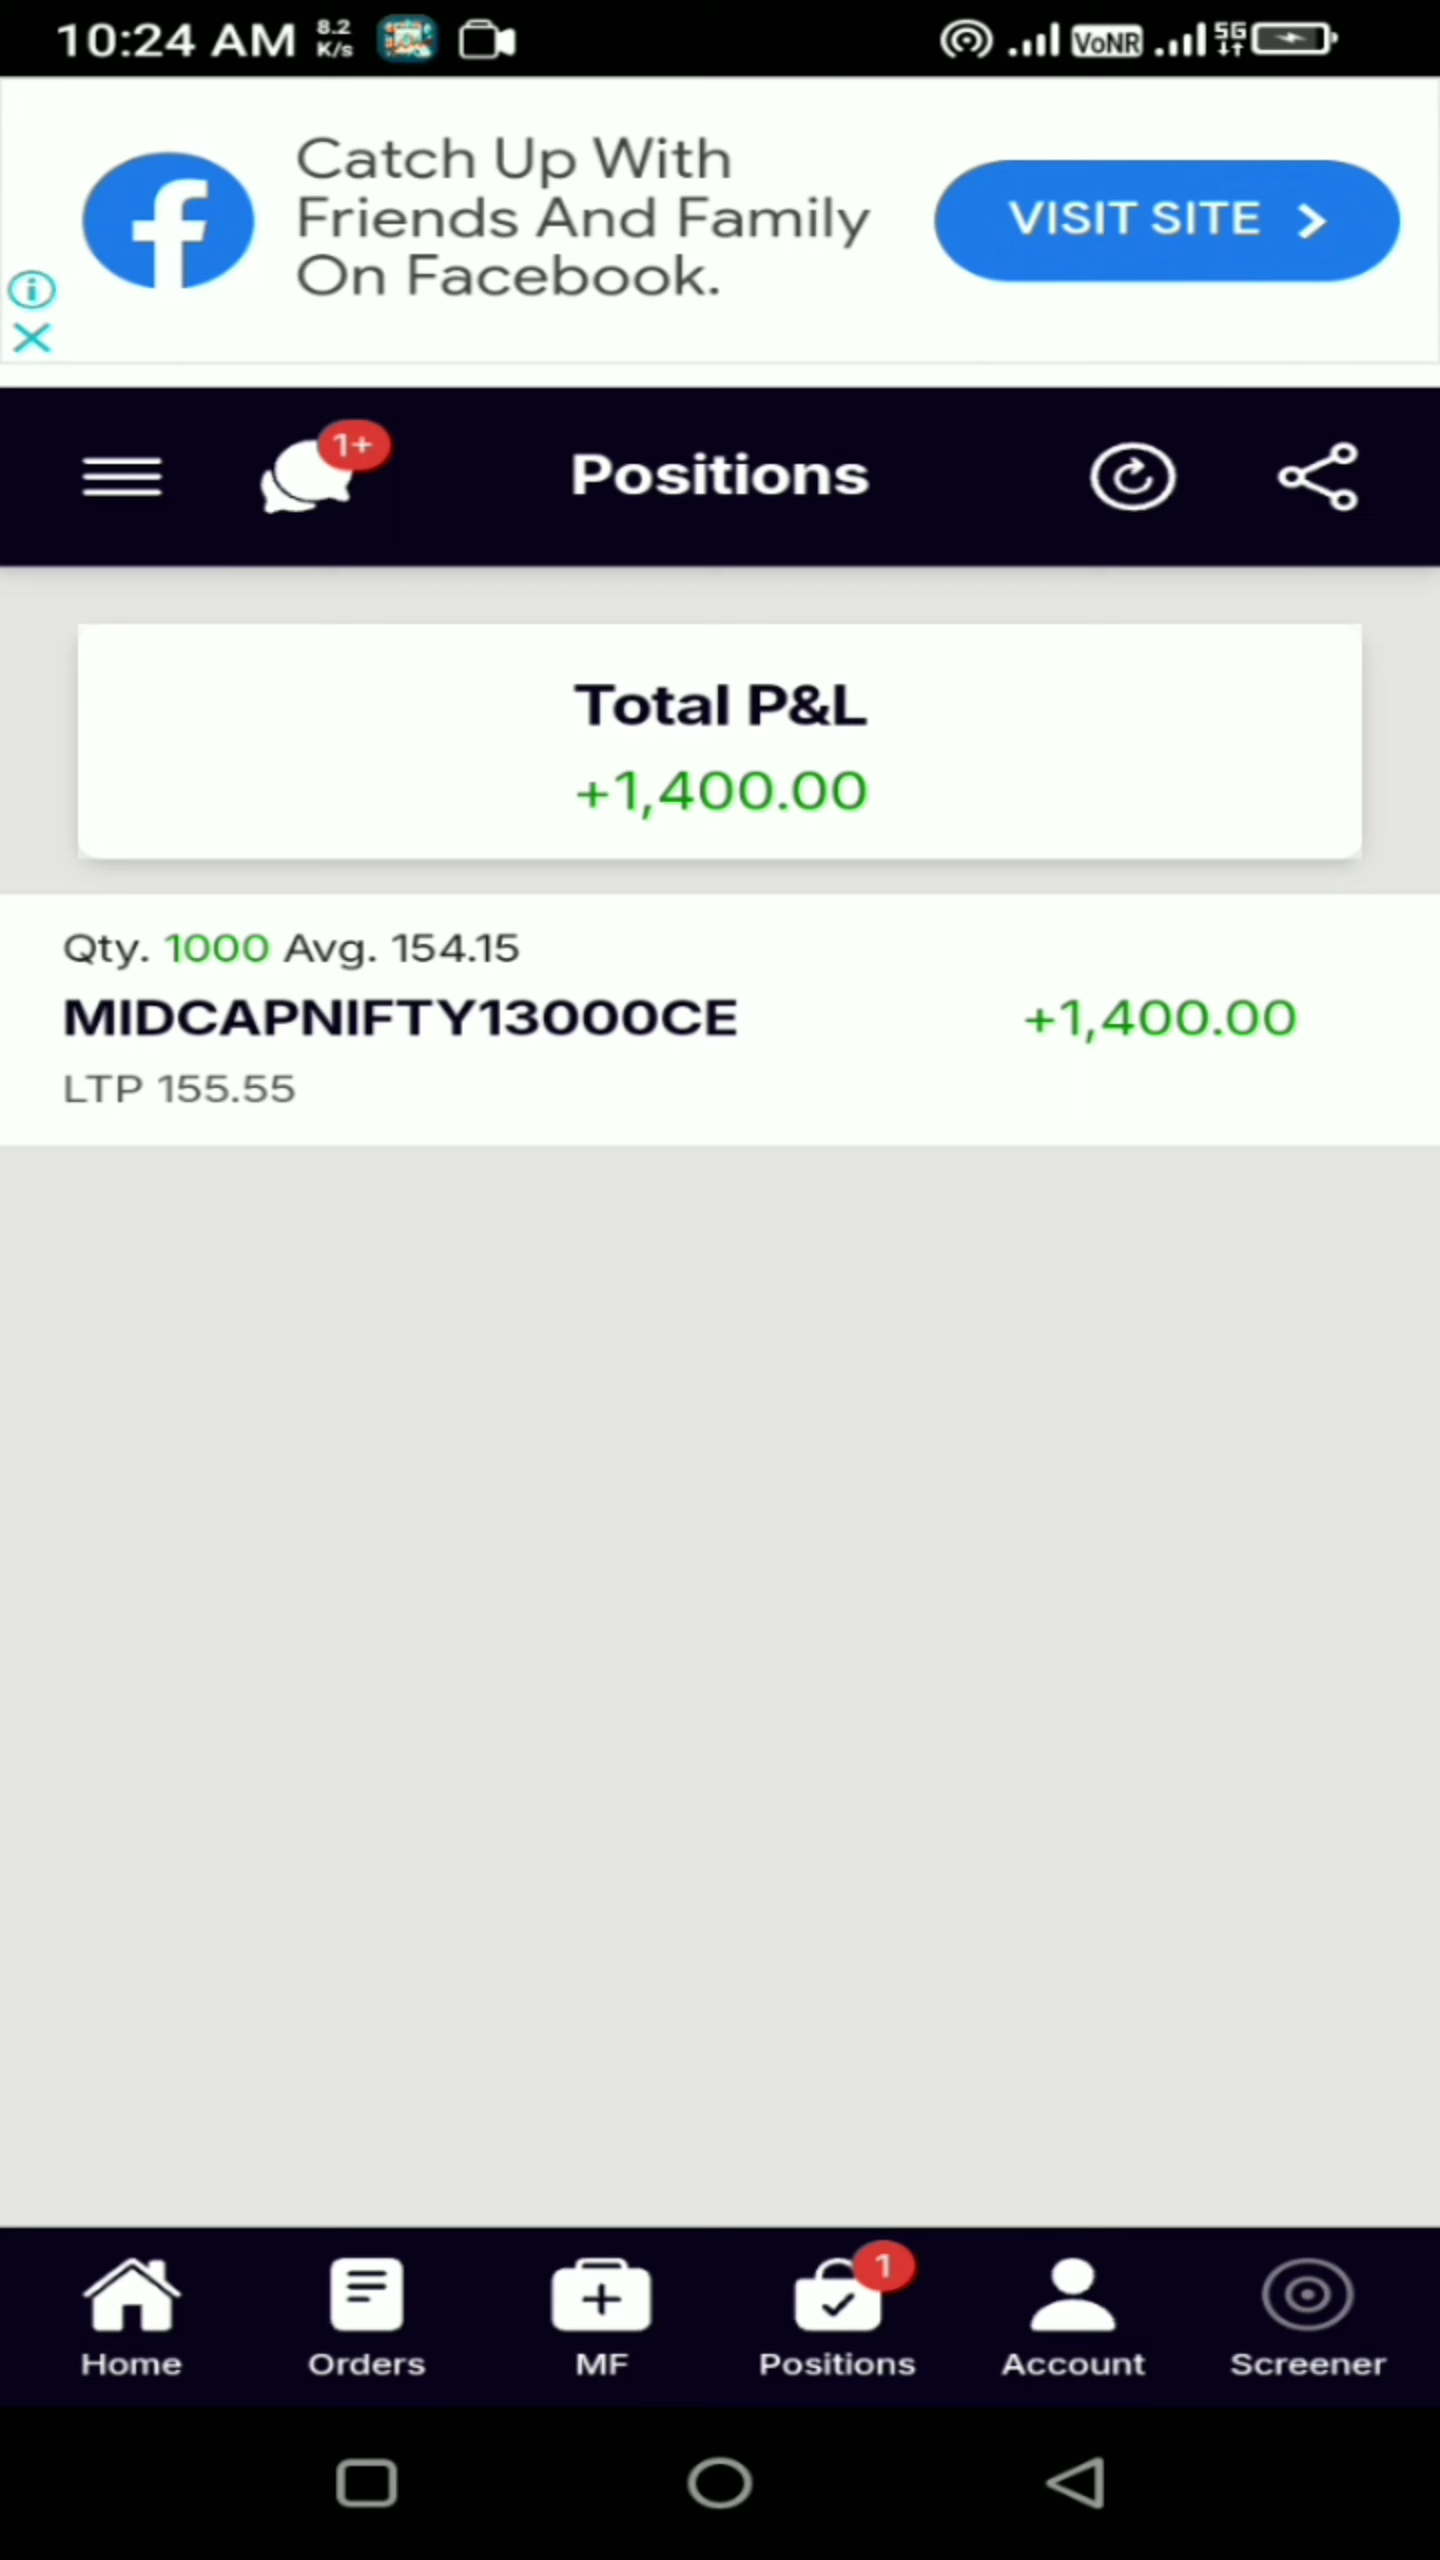 10:24 AM 8.2 K/s VoNR 5G
Catch Up With
Friends And Family
On Facebook.
VISIT SITE
1+
Positions
Total P&L
+1,400.00
Qty. 1000 Avg. 154.15
MIDCAPNIFTY13000CE +1,400.00
LTP 155.55
1
Home Orders MF Positions Account Screener